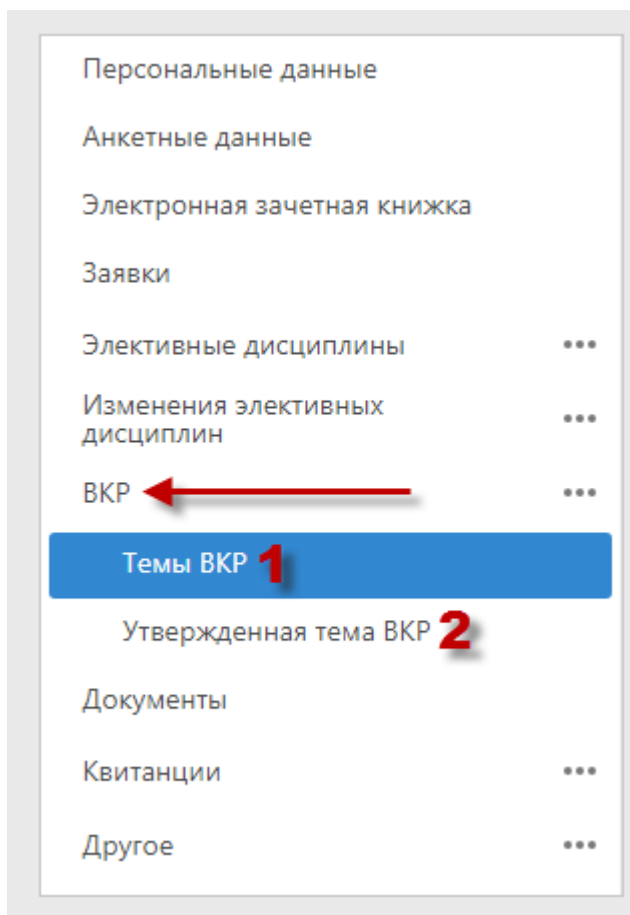 Персональные данные
Анкетные данные
Электронная зачетная книжка
Заявки
Элективные дисциплины •••
Изменения элективных
дисциплин •••
ВКР •••
Темы ВКР 1
Утвержденная тема ВКР 2
Документы
Квитанции •••
Другое •••